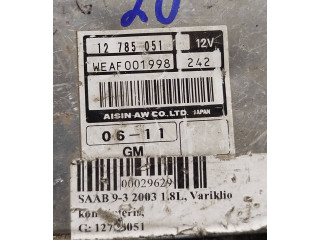 20
12 785 051 12V
WEAF001998 242
AISIN AW CO.,LTD. JAPAN
06-11
GM
00029629
SAAB 9-3 2003 1.8L, Variklio